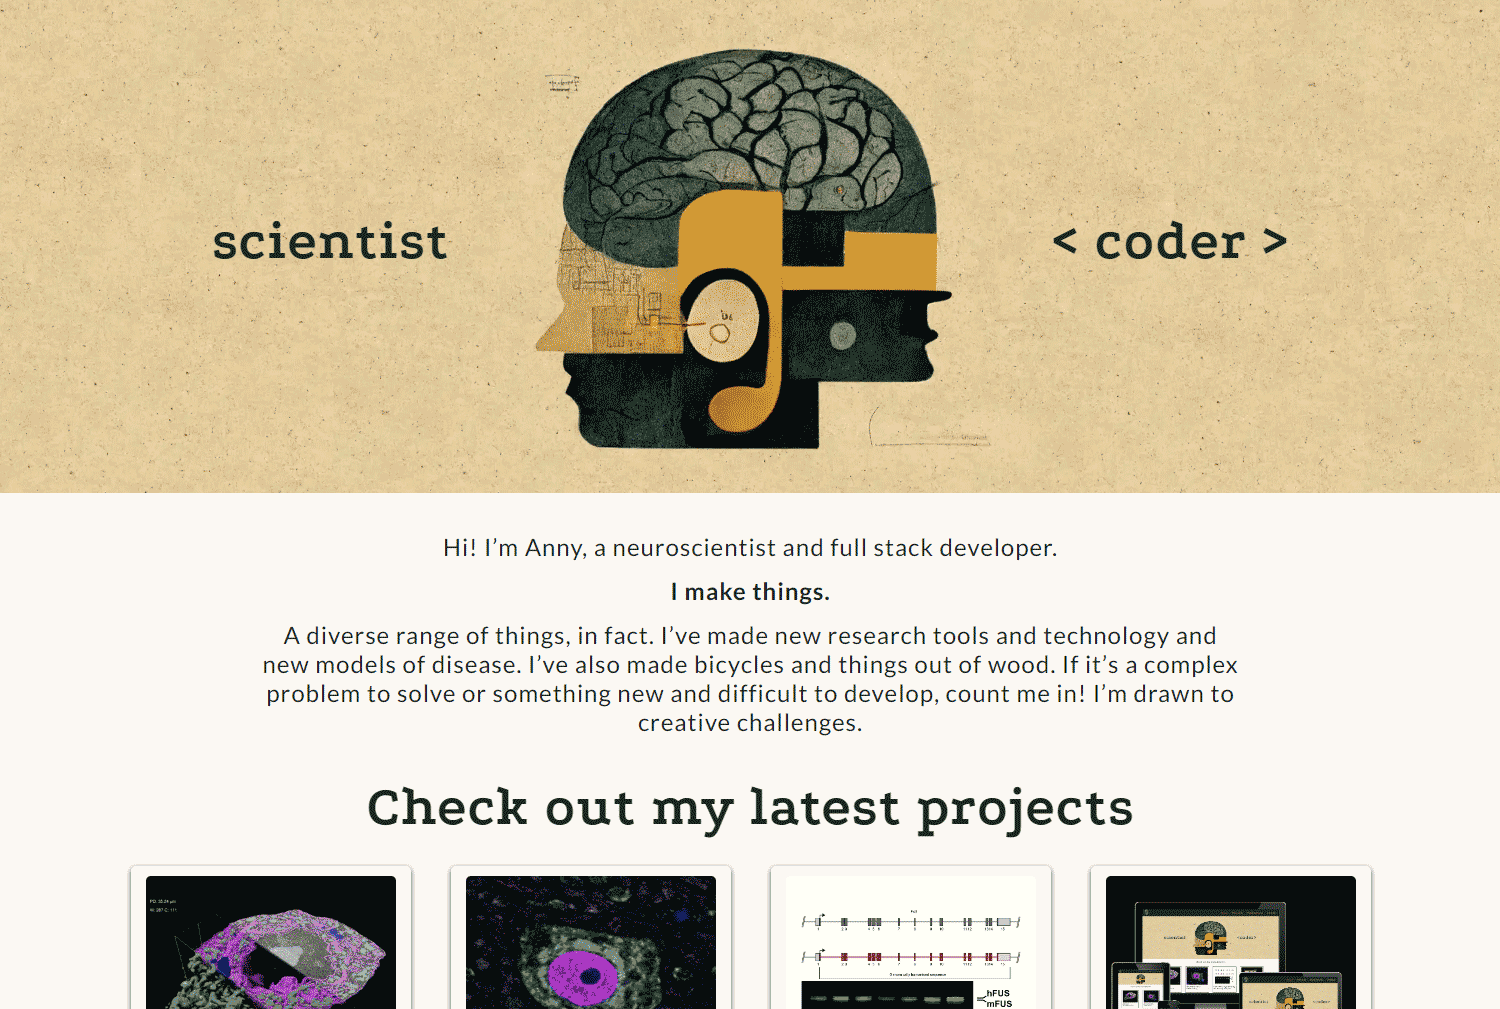 scientist
< coder >
Hi! I’m Anny, a neuroscientist and full stack developer.
I make things.
A diverse range of things, in fact. I’ve made new research tools and technology and
new models of disease. I’ve also made bicycles and things out of wood. If it’s a complex
problem to solve or something new and difficult to develop, count me in! I’m drawn to
creative challenges.
Check out my latest projects
hFUS
mFUS
scientist
<coder>